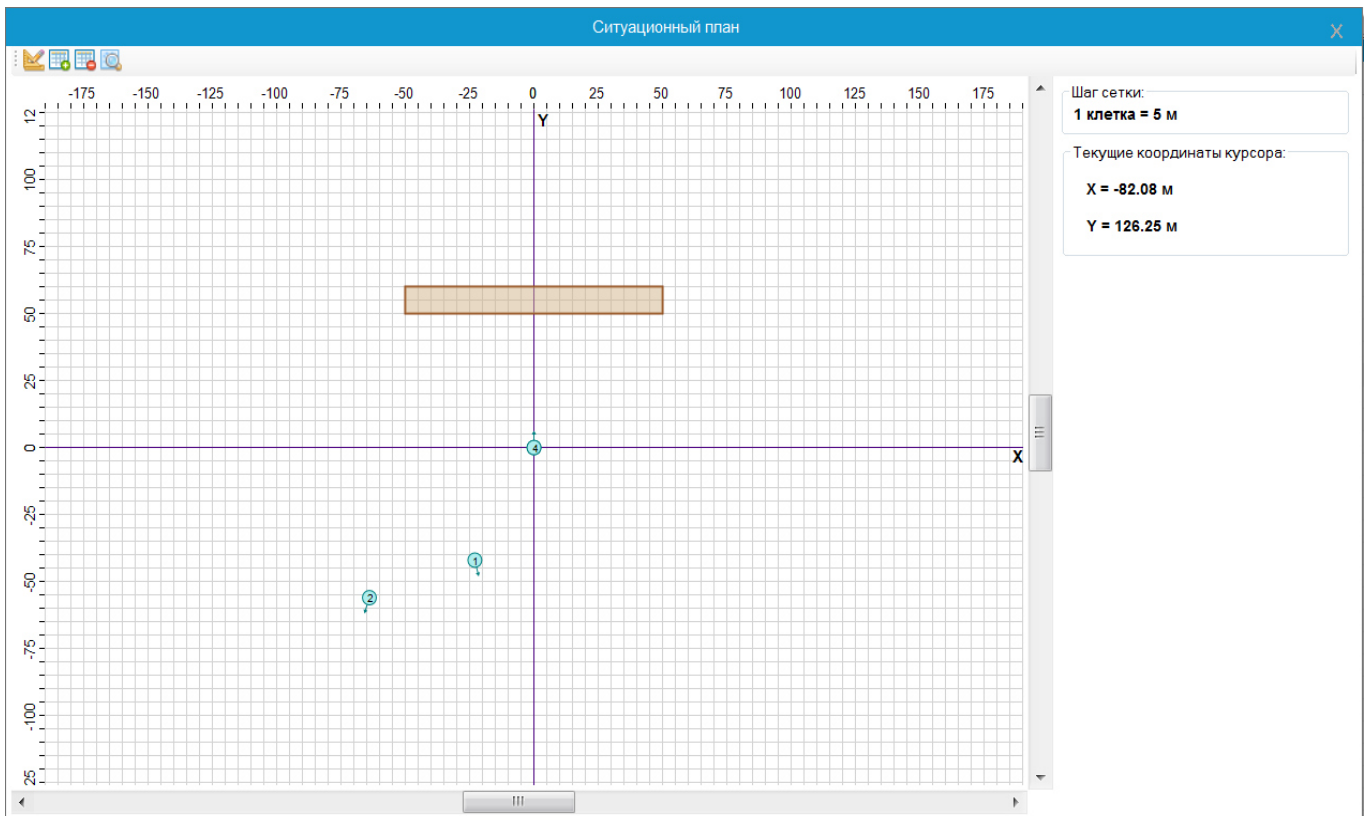 Ситуационный план
X
-175 -150 -125 -100 -75 -50 -25 0 25 50 75 100 125 150 175
Шаг сетки:
1 клетка = 5 м
12
Y
Текущие координаты курсора:
100
X = -82.08 м
Y = 126.25 м
75
50
25
0
4
X
-25
1
-50
2
-75
-100
25